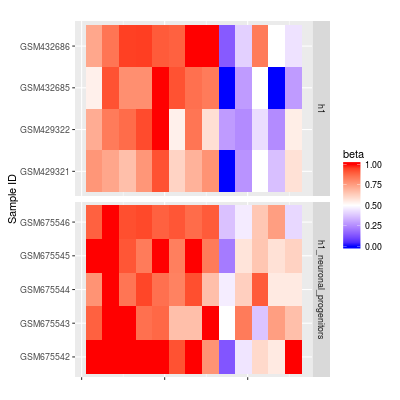 Sample ID
GSM432686
GSM432685
GSM429322
GSM429321
h1
GSM675546
GSM675545
GSM675544
GSM675543
GSM675542
h1_neuronal_progenitors
beta
1.00
0.75
0.50
0.25
0.00